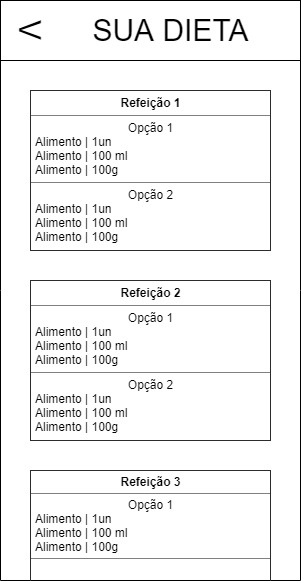 < SUA DIETA
Refeição 1
Opção 1
Alimento | 1un
Alimento | 100 ml
Alimento | 100g
Opção 2
Alimento | 1un
Alimento | 100 ml
Alimento | 100g
Refeição 2
Opção 1
Alimento | 1un
Alimento | 100 ml
Alimento | 100g
Opção 2
Alimento | 1un
Alimento | 100 ml
Alimento | 100g
Refeição 3
Opção 1
Alimento | 1un
Alimento | 100 ml
Alimento | 100g